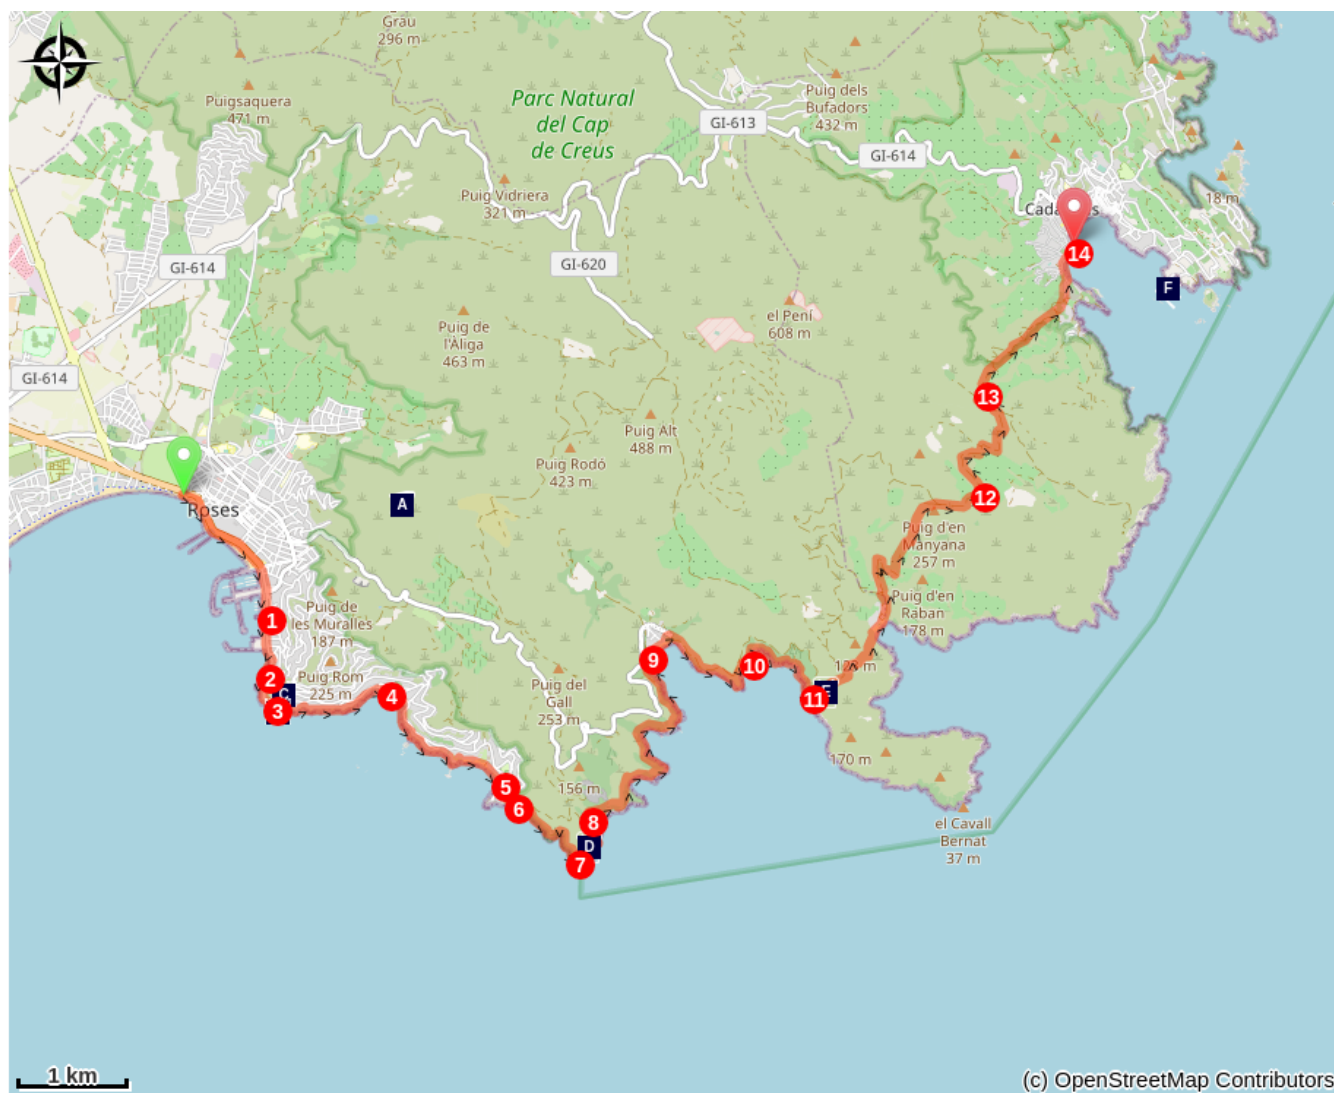 Grau
296 m
Puigsaquera
471 m
Parc Natural
del Cap
de Creus
GI-613
Puig dels
Bufadors
432 m
GI-614
Puig Vidriera
321 m
18 m
GI-614
GI-620
14
F
Puig de
l'Àliga
463 m
el Pení
608 m
GI-614
13
Puig Alt
488 m
Puig Rodó
423 m
A
12
Roses
Puig d'en
Manyana
257 m
Puig d'en
Raban
178 m
1
Puig de
les Muralles
187 m
2
C
3
Puig Rom
225 m
4
9
10
11
Puig del
Gall
253 m
170 m
5
6
156 m
8
D
7
el Cavall
Bernat
37 m
1 km
(c) OpenStreetMap Contributors